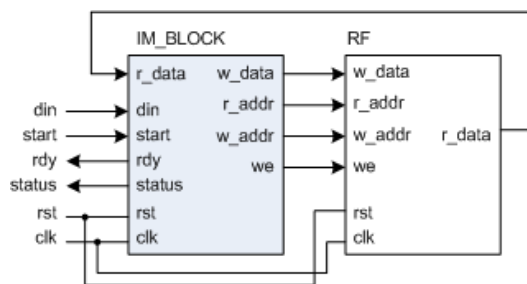 IM_BLOCK RF
r_data w_data w_data
din din r_addr r_addr
start start w_addr w_addr r_data
rdy rdy we we
status status
rst rst rst
clk clk clk